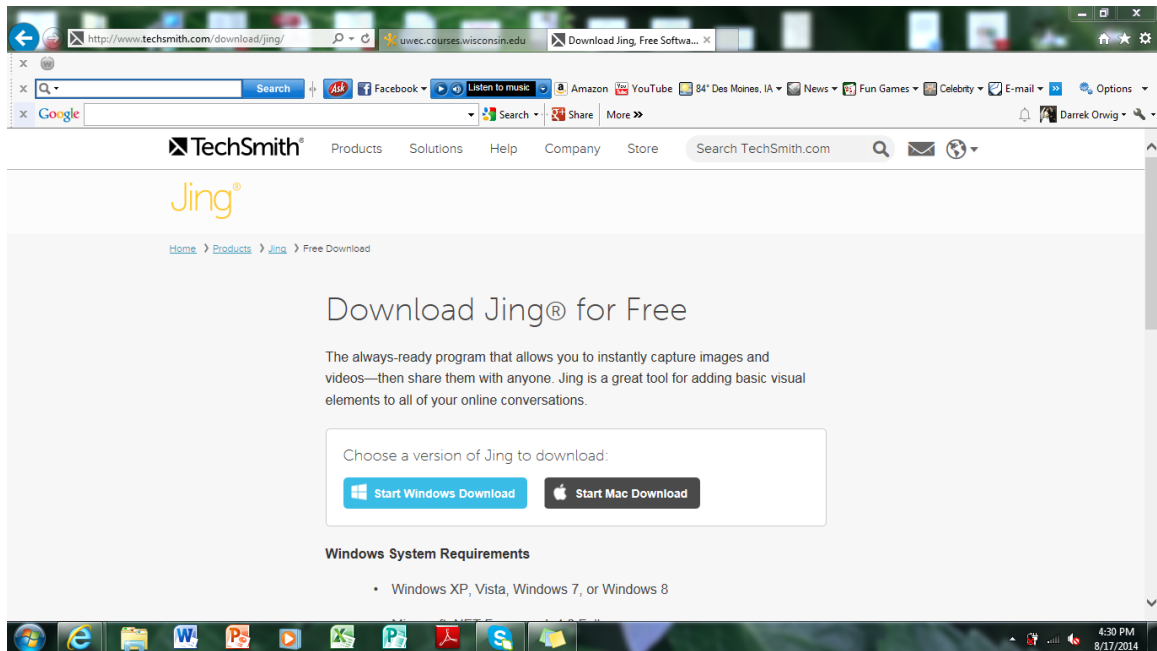 http://www.techsmith.com/download/jing/ uwec.courses.wisconsin.edu Download Jing, Free Softwa...
Search Ask Facebook Listen to music a Amazon YouTube 84° Des Moines, IA News Fun Games Celebrity E-mail Options
Google Search Share More Darrek Orwig
TechSmith® Products Solutions Help Company Store Search TechSmith.com
Jing®
Home Products Jing Free Download
Download Jing® for Free
The always-ready program that allows you to instantly capture images and
videos—then share them with anyone. Jing is a great tool for adding basic visual
elements to all of your online conversations.
Choose a version of Jing to download:
Start Windows Download Start Mac Download
Windows System Requirements
• Windows XP, Vista, Windows 7, or Windows 8
4:30 PM
8/17/2014